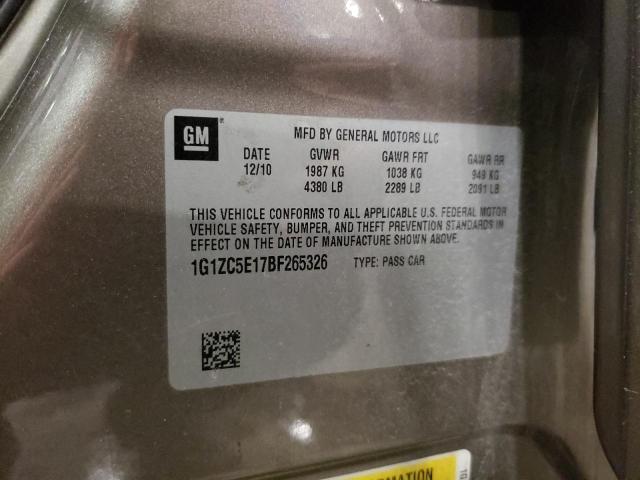 GM
MFD BY GENERAL MOTORS LLC
DATE GVWR GAWR FRT GAWR RR
12/10 1987 KG 1038 KG 949 KG
4380 LB 2289 LB 2091 LB
THIS VEHICLE CONFORMS TO ALL APPLICABLE U.S. FEDERAL MOTOR
VEHICLE SAFETY, BUMPER, AND THEFT PREVENTION STANDARDS IN
EFFECT ON THE DATE OF MANUFACTURE SHOWN ABOVE.
1G1ZC5E17BF265326 TYPE: PASS CAR